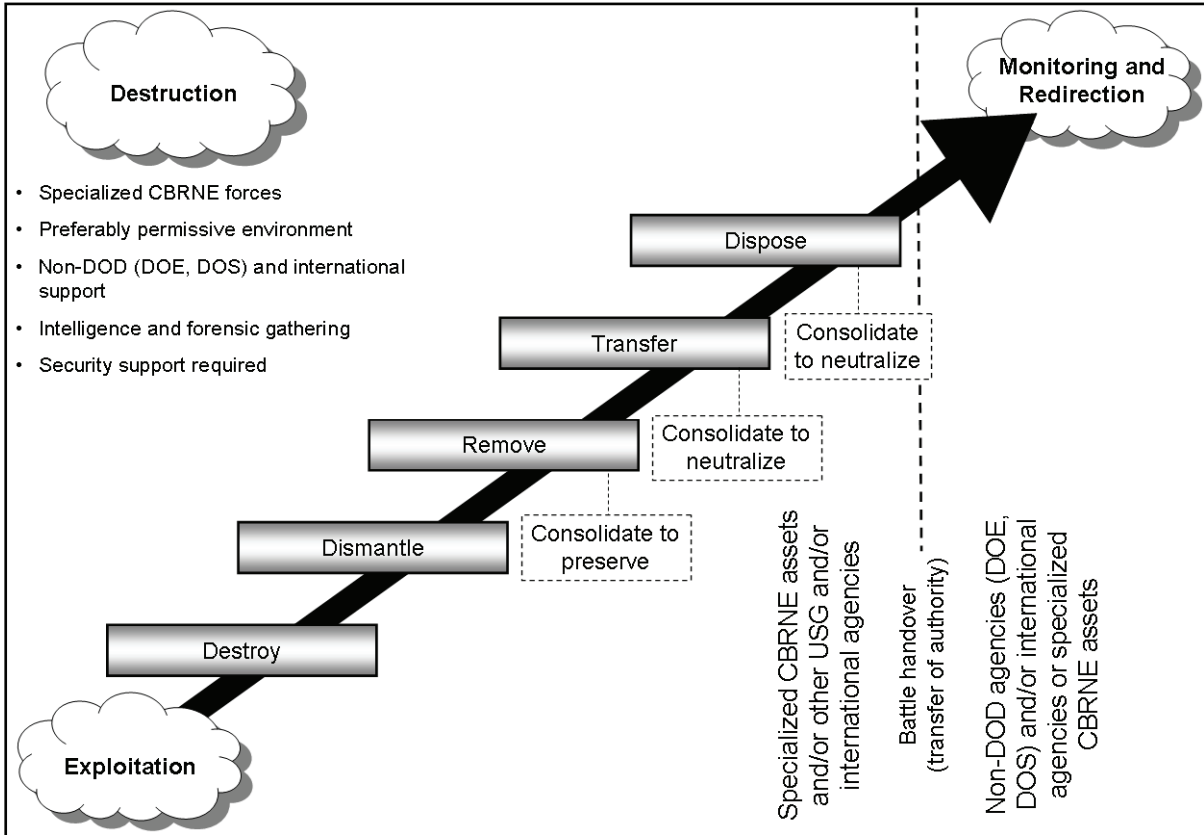 Destruction
Monitoring and
Redirection
• Specialized CBRNE forces
• Preferably permissive environment
• Non-DOD (DOE, DOS) and international
support
• Intelligence and forensic gathering
• Security support required
Dispose
Consolidate
to neutralize
Transfer
Consolidate to
neutralize
Remove
Consolidate to
preserve
Dismantle
Destroy
Exploitation
Specialized CBRNE assets
and/or other USG and/or
international agencies
Battle handover
(transfer of authority)
Non-DOD agencies (DOE,
DOS) and/or international
agencies or specialized
CBRNE assets